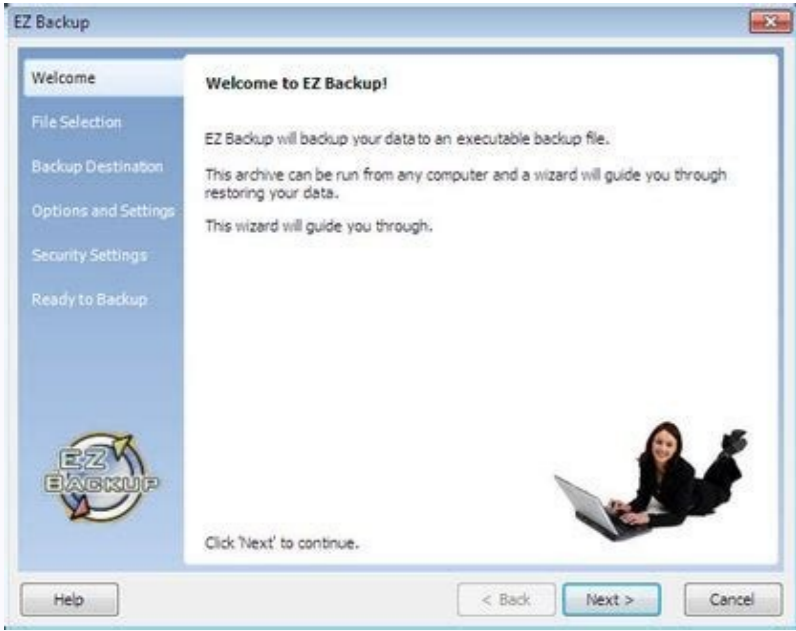 EZ Backup
Welcome
File Selection
Backup Destination
Options and Settings
Security Settings
Ready to Backup
EZ
BACKUP
Welcome to EZ Backup!
EZ Backup will backup your data to an executable backup file.
This archive can be run from any computer and a wizard will guide you through
restoring your data.
This wizard will guide you through.
Click 'Next' to continue.
Help
< Back
Next >
Cancel